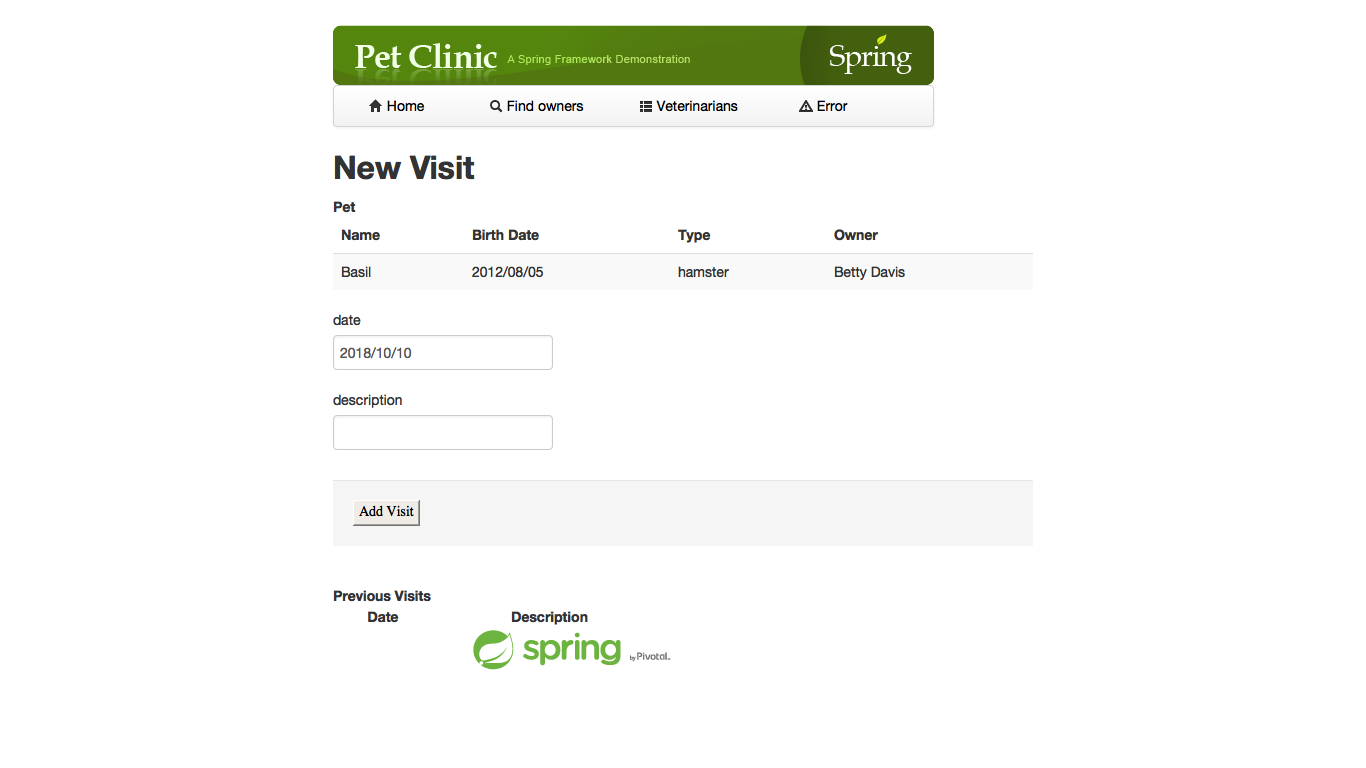 Pet Clinic A Spring Framework Demonstration Spring
Home Find owners Veterinarians Error
New Visit
Pet
Name Birth Date Type Owner
Basil 2012/08/05 hamster Betty Davis
date
2018/10/10
description
Add Visit
Previous Visits
Date Description
spring by Pivotal™